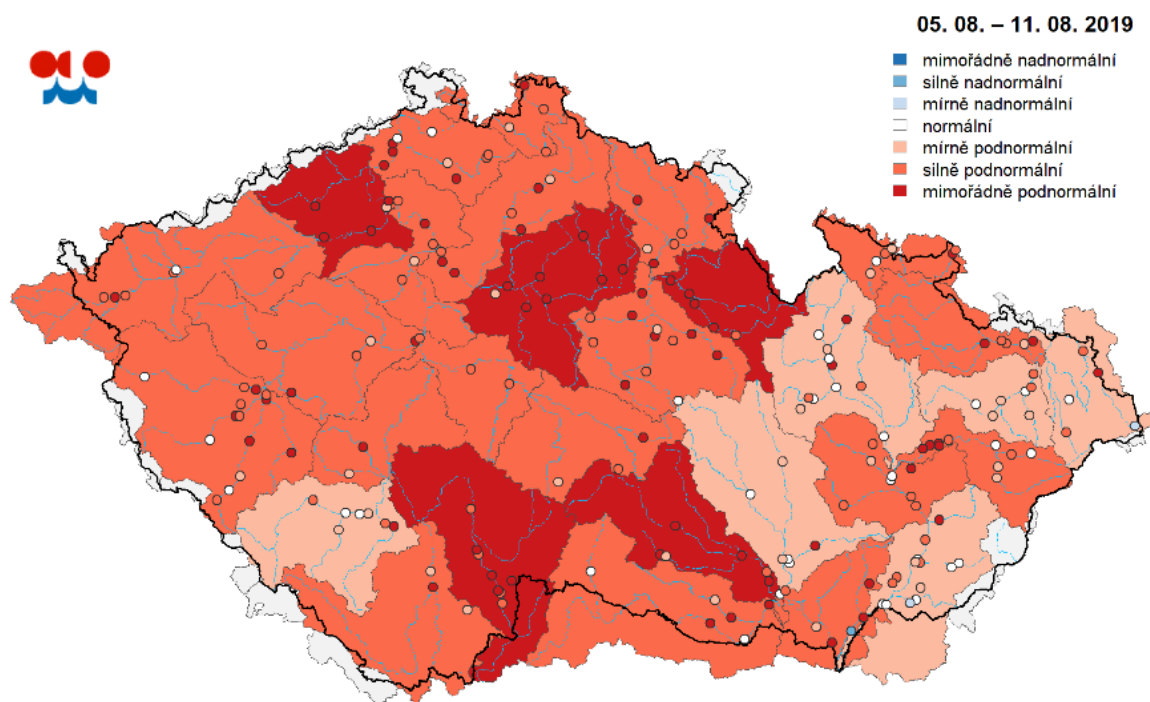 05. 08. – 11. 08. 2019
mimořádně nadnormální
silně nadnormální
mírně nadnormální
normální
mírně podnormální
silně podnormální
mimořádně podnormální